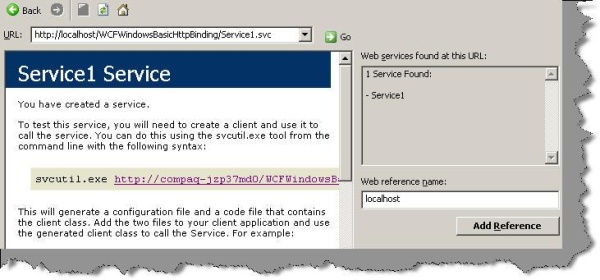 Back
URL: http://localhost/WCFWindowsBasicHttpBinding/Service1.svc Go
Service1 Service
You have created a service.
To test this service, you will need to create a client and use it to
call the service. You can do this using the svcutil.exe tool from the
command line with the following syntax:
svcutil.exe http://compaq-jzp37md0/WCFWindowsBa
This will generate a configuration file and a code file that contains
the client class. Add the two files to your client application and use
the generated client class to call the Service. For example:
Web services found at this URL:
1 Service Found:
- Service1
Web reference name:
localhost
Add Reference